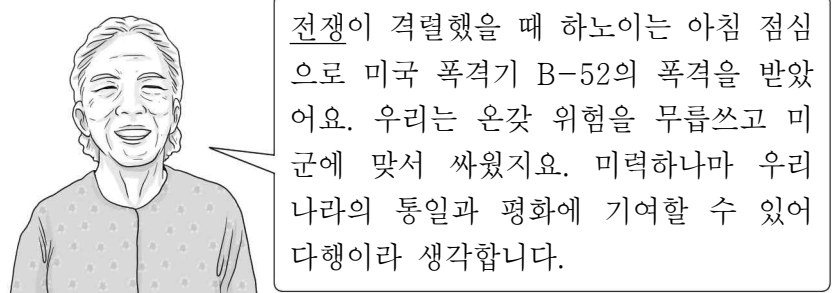 전쟁이 격렬했을 때 하노이는 아침 점심
으로 미국 폭격기 B-52의 폭격을 받았
어요. 우리는 온갖 위험을 무릅쓰고 미
군에 맞서 싸웠지요. 미력하나마 우리
나라의 통일과 평화에 기여할 수 있어
다행이라 생각합니다.